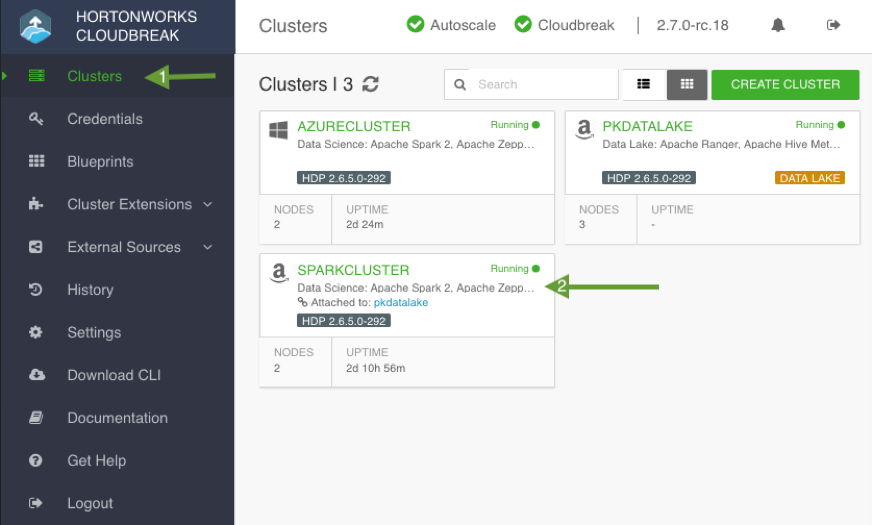 HORTONWORKS
CLOUDBREAK
Clusters
Credentials
Blueprints
Cluster Extensions
External Sources
History
Settings
Download CLI
Documentation
Get Help
Logout
1
Clusters
Autoscale
Cloudbreak
2.7.0-rc.18
Clusters | 3
Search
CREATE CLUSTER
AZURECLUSTER
Running
Data Science: Apache Spark 2, Apache Zepp...
HDP 2.6.5.0-292
NODES
2
UPTIME
2d 24m
a
PKDATALAKE
Running
Data Lake: Apache Ranger, Apache Hive Met...
HDP 2.6.5.0-292
DATA LAKE
NODES
3
UPTIME
-
a
SPARKCLUSTER
Running
Data Science: Apache Spark 2, Apache Zepp...
Attached to: pkdatalake
HDP 2.6.5.0-292
NODES
2
UPTIME
2d 10h 56m
2